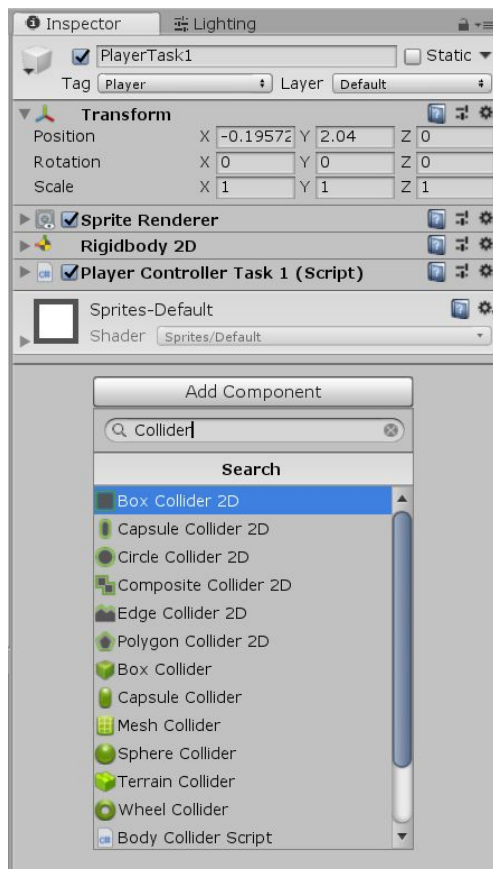 Inspector Lighting
PlayerTask1 Static
Tag Player Layer Default
Transform
Position X -0.19572 Y 2.04 Z 0
Rotation X 0 Y 0 Z 0
Scale X 1 Y 1 Z 1
Sprite Renderer
Rigidbody 2D
Player Controller Task 1 (Script)
Sprites-Default
Shader Sprites/Default
Add Component
Collider
Search
Box Collider 2D
Capsule Collider 2D
Circle Collider 2D
Composite Collider 2D
Edge Collider 2D
Polygon Collider 2D
Box Collider
Capsule Collider
Mesh Collider
Sphere Collider
Terrain Collider
Wheel Collider
Body Collider Script